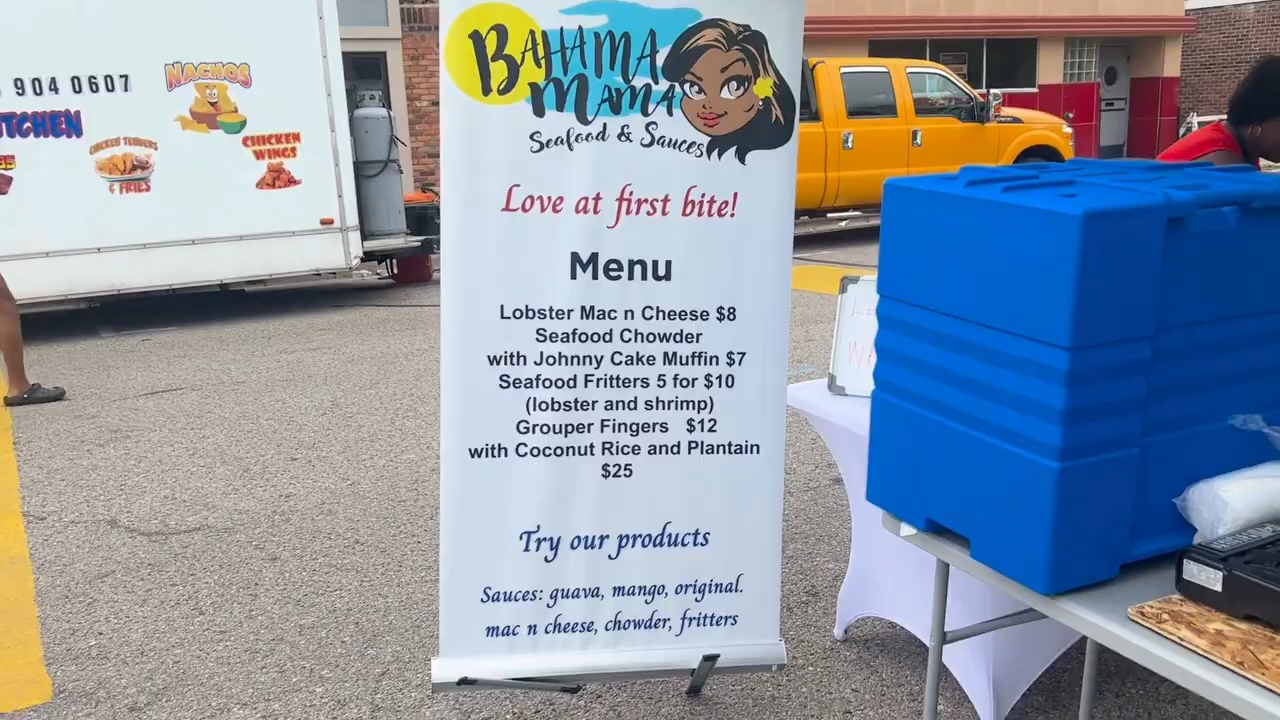 904 0607
NACHOS
CHICKEN TENDERS
& FRIES
CHICKEN
WINGS
BAHAMA
MAMA
Seafood & Sauces
Love at first bite!
Menu
Lobster Mac n Cheese $8
Seafood Chowder
with Johnny Cake Muffin $7
Seafood Fritters 5 for $10
(lobster and shrimp)
Grouper Fingers $12
with Coconut Rice and Plantain
$25
Try our products
Sauces: guava, mango, original.
mac n cheese, chowder, fritters